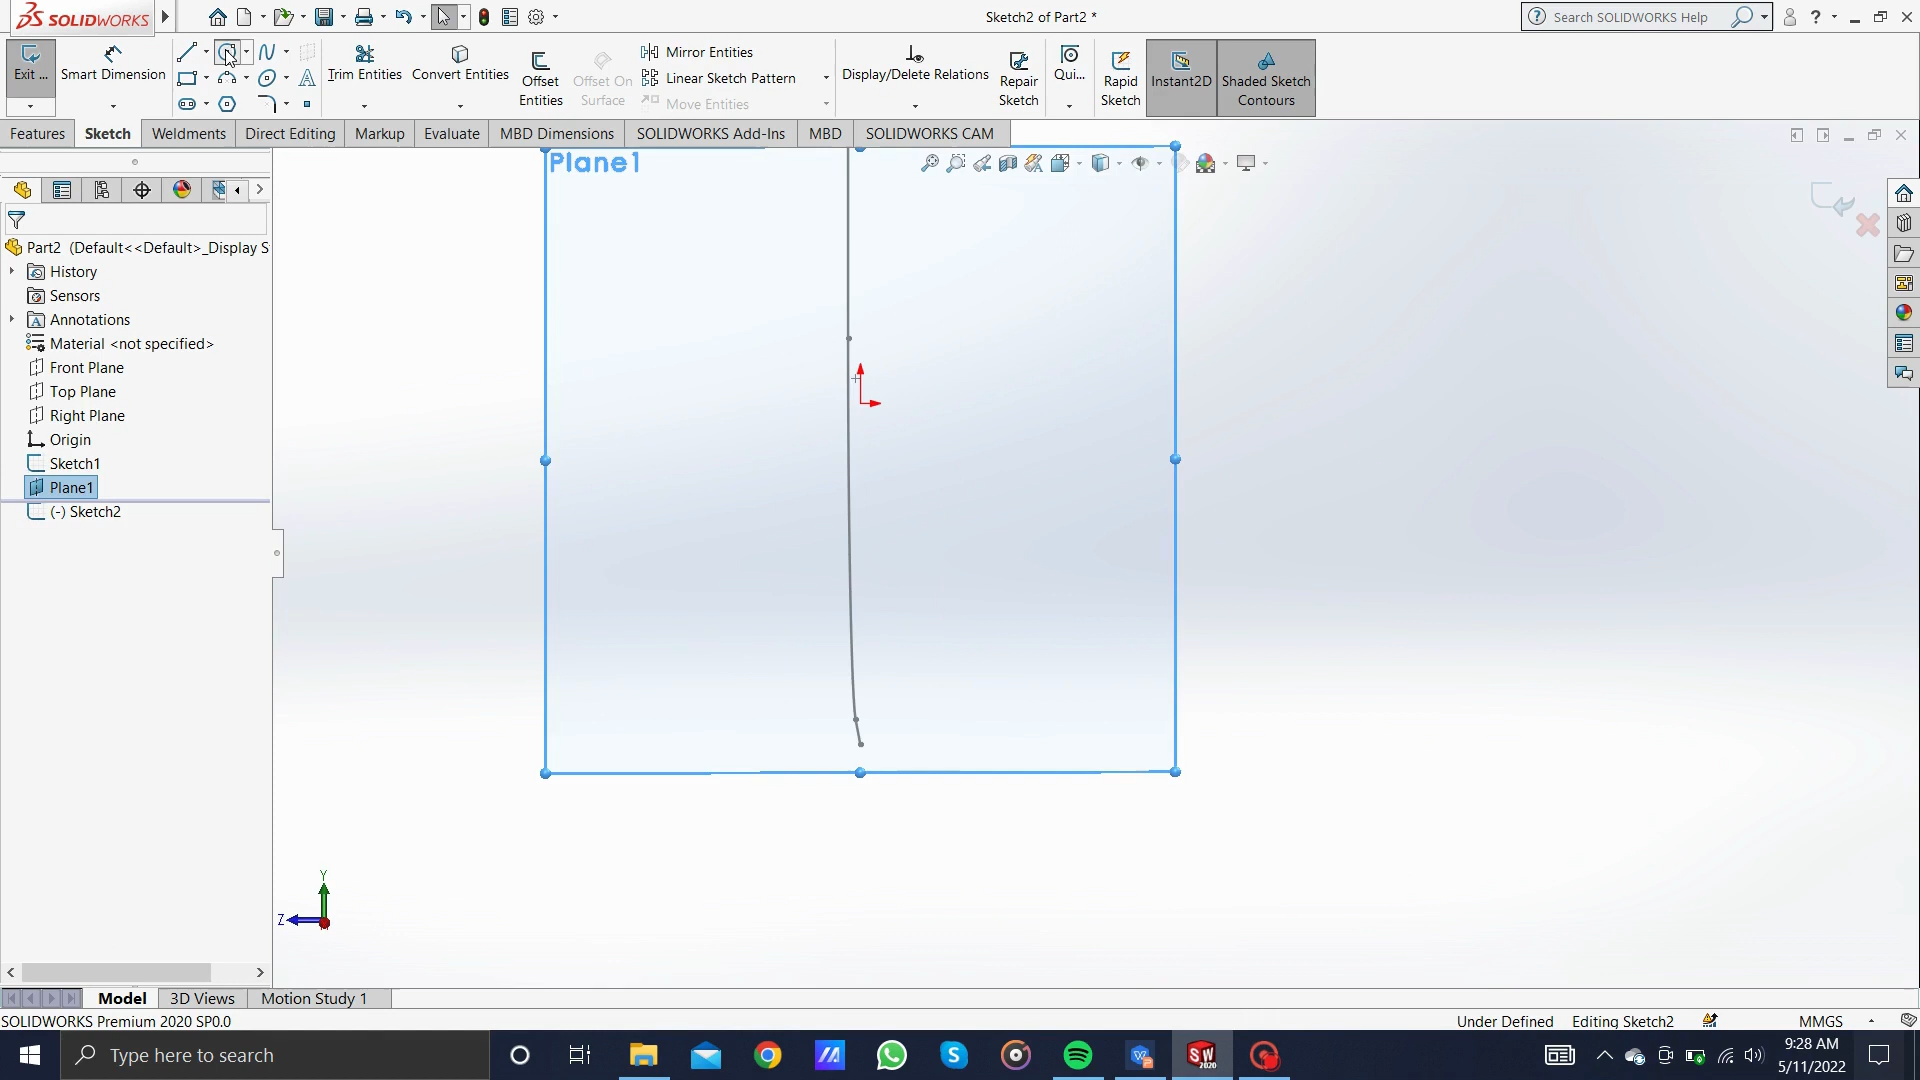 SOLIDWORKS
Sketch2 of Part2 *
Search SOLIDWORKS Help
Exit ...
Smart Dimension
Trim Entities
Convert Entities
Offset Entities
Offset On Surface
Mirror Entities
Linear Sketch Pattern
Move Entities
Display/Delete Relations
Repair Sketch
Qui...
Rapid Sketch
Instant2D
Shaded Sketch Contours
Features
Sketch
Weldments
Direct Editing
Markup
Evaluate
MBD Dimensions
SOLIDWORKS Add-Ins
MBD
SOLIDWORKS CAM
Plane1
Part2 (Default<<Default>_Display S
History
Sensors
Annotations
Material <not specified>
Front Plane
Top Plane
Right Plane
Origin
Sketch1
Plane1
(-) Sketch2
Y
Z
Model
3D Views
Motion Study 1
SOLIDWORKS Premium 2020 SP0.0
Under Defined
Editing Sketch2
MMGS
Type here to search
SW
2020
9:28 AM
5/11/2022